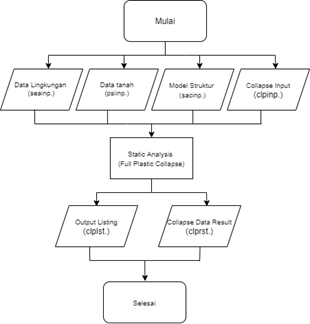 Mulai
Data Lingkungan
(seainp.)
Data tanah
(psiinp.)
Model Struktur
(sacinp.)
Collapse Input
(clpinp.)
Static Analysis
(Full Plastic Collapse)
Output Listing
(clplst.)
Collapse Data Result
(clprst.)
Selesai